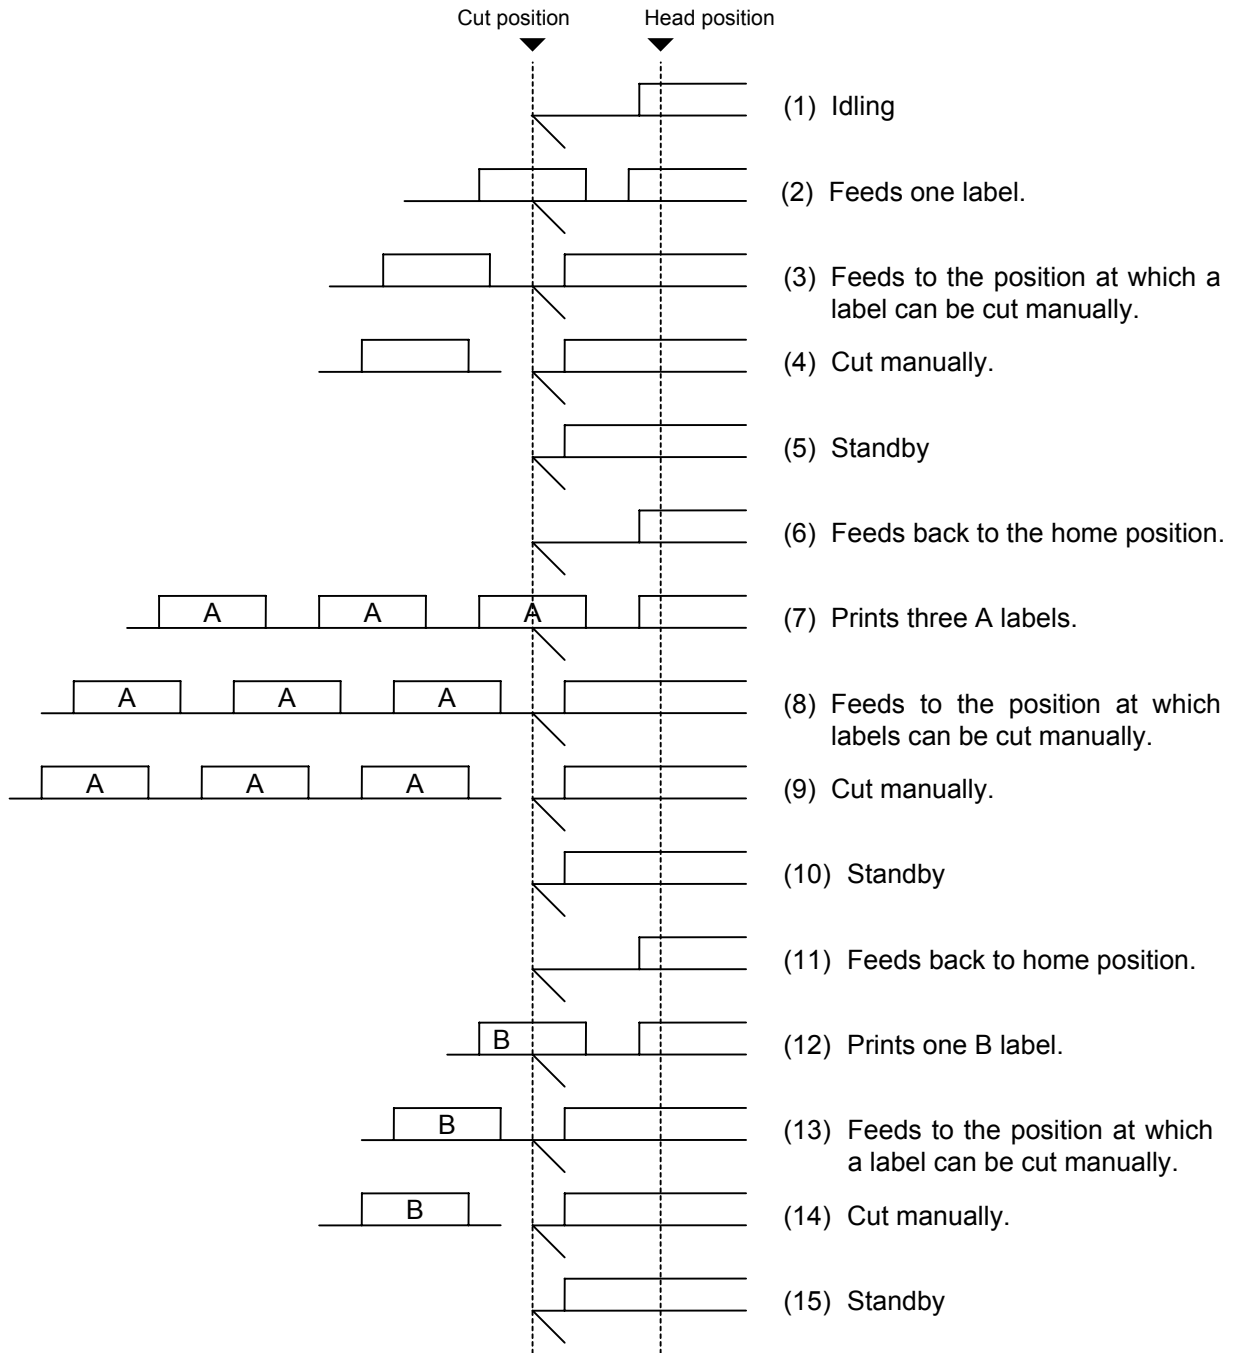 Cut position Head position
(1) Idling
(2) Feeds one label.
(3) Feeds to the position at which a
label can be cut manually.
(4) Cut manually.
(5) Standby
(6) Feeds back to the home position.
A A A
(7) Prints three A labels.
A A A
(8) Feeds to the position at which
labels can be cut manually.
A A A
(9) Cut manually.
(10) Standby
(11) Feeds back to home position.
B
(12) Prints one B label.
B
(13) Feeds to the position at which
a label can be cut manually.
B
(14) Cut manually.
(15) Standby